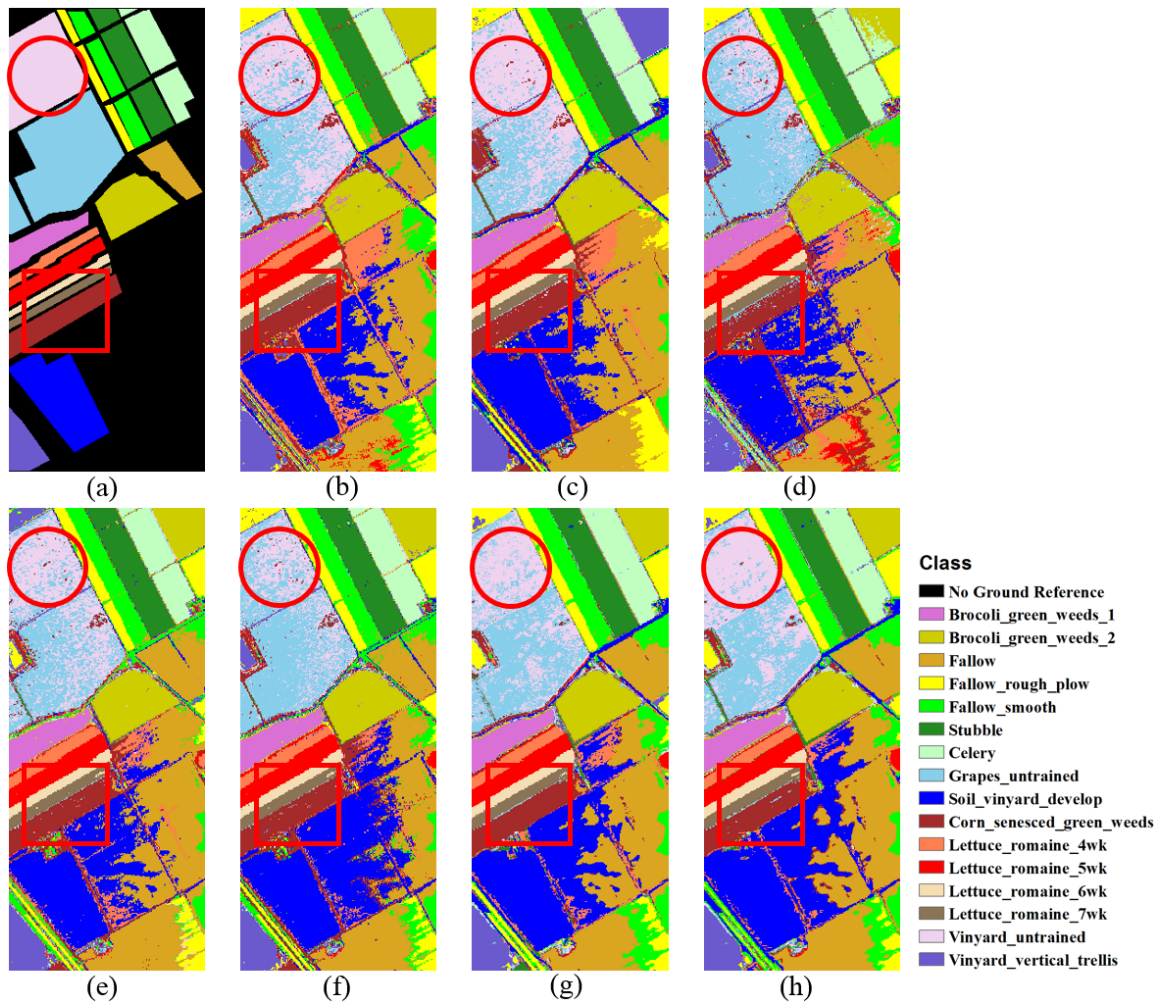 (a)
(b)
(c)
(d)
(e)
(f)
(g)
(h)
Class
No Ground Reference
Brocoli_green_weeds_1
Brocoli_green_weeds_2
Fallow
Fallow_rough_plow
Fallow_smooth
Stubble
Celery
Grapes_untrained
Soil_vinyard_develop
Corn_senesced_green_weeds
Lettuce_romaine_4wk
Lettuce_romaine_5wk
Lettuce_romaine_6wk
Lettuce_romaine_7wk
Vinyard_untrained
Vinyard_vertical_trellis